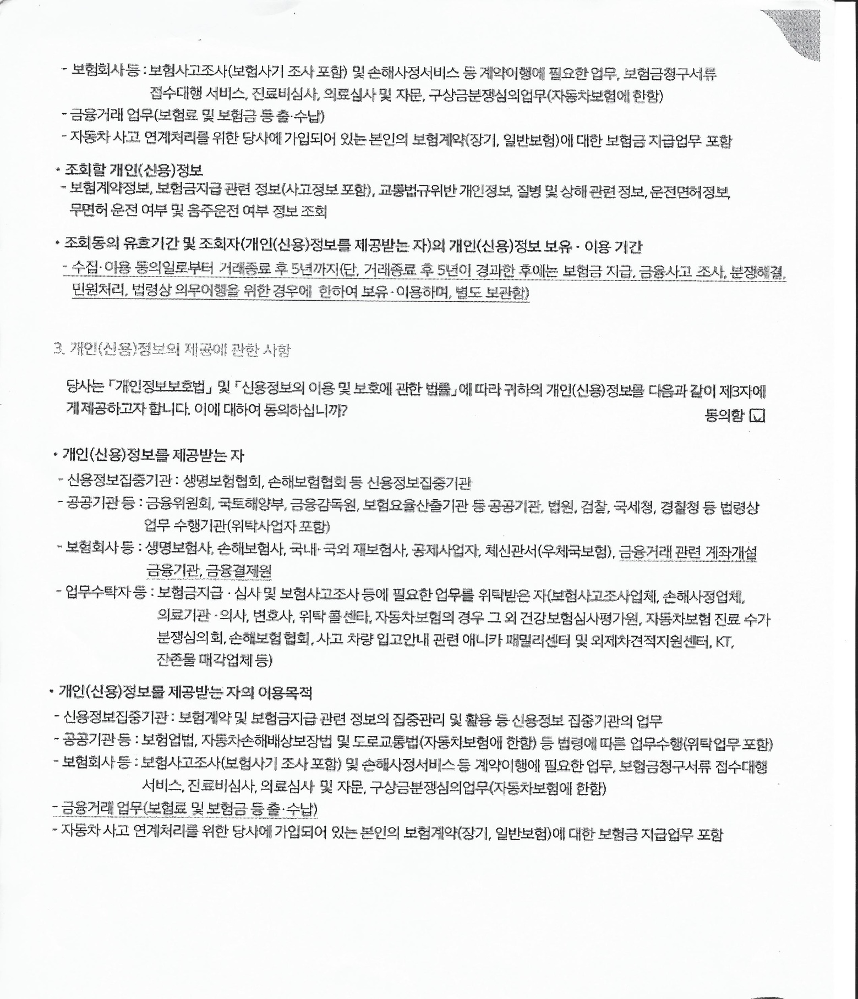 - 보험회사 등 : 보험사고조사(보험사기 조사 포함) 및 손해사정서비스 등 계약이행에 필요한 업무, 보험금청구서류
접수대행 서비스, 진료비심사, 의료심사 및 자문, 구상금분쟁심의업무(자동차보험에 한함)
- 금융거래 업무(보험료 및 보험금 등 출·수납)
- 자동차 사고 연계처리를 위한 당사에 가입되어 있는 본인의 보험계약(장기, 일반보험)에 대한 보험금 지급업무 포함
• 조회할 개인(신용)정보
- 보험계약정보, 보험금지급 관련 정보(사고정보 포함), 교통법규위반 개인정보, 질병 및 상해 관련 정보, 운전면허정보,
무면허 운전 여부 및 음주운전 여부 정보 조회
• 조회동의 유효기간 및 조회자(개인(신용)정보를 제공받는 자)의 개인(신용)정보 보유 · 이용 기간
- 수집·이용 동의일로부터 거래종료 후 5년까지(단, 거래종료 후 5년이 경과한 후에는 보험금 지급, 금융사고 조사, 분쟁해결,
민원처리, 법령상 의무이행을 위한 경우에 한하여 보유·이용하며, 별도 보관함)
3. 개인(신용)정보의 제공에 관한 사항
당사는 「개인정보보호법」 및 「신용정보의 이용 및 보호에 관한 법률」에 따라 귀하의 개인(신용)정보를 다음과 같이 제3자에
게 제공하고자 합니다. 이에 대하여 동의하십니까?
동의함 ☑
• 개인(신용)정보를 제공받는 자
- 신용정보집중기관 : 생명보험협회, 손해보험협회 등 신용정보집중기관
- 공공기관 등 : 금융위원회, 국토해양부, 금융감독원, 보험요율산출기관 등 공공기관, 법원, 검찰, 국세청, 경찰청 등 법령상
업무 수행기관(위탁사업자 포함)
- 보험회사 등 : 생명보험사, 손해보험사, 국내·국외 재보험사, 공제사업자, 체신관서(우체국보험), 금융거래 관련 계좌개설
금융기관, 금융결제원
- 업무수탁자 등 : 보험금지급 · 심사 및 보험사고조사 등에 필요한 업무를 위탁받은 자(보험사고조사업체, 손해사정업체,
의료기관 · 의사, 변호사, 위탁 콜센타, 자동차보험의 경우 그 외 건강보험심사평가원, 자동차보험 진료 수가
분쟁심의회, 손해보험협회, 사고 차량 입고안내 관련 애니카 패밀리센터 및 외제차견적지원센터, KT,
잔존물 매각업체 등)
• 개인(신용)정보를 제공받는 자의 이용목적
- 신용정보집중기관 : 보험계약 및 보험금지급 관련 정보의 집중관리 및 활용 등 신용정보 집중기관의 업무
- 공공기관 등 : 보험업법, 자동차손해배상보장법 및 도로교통법(자동차보험에 한함) 등 법령에 따른 업무수행(위탁업무 포함)
- 보험회사 등 : 보험사고조사(보험사기 조사 포함) 및 손해사정서비스 등 계약이행에 필요한 업무, 보험금청구서류 접수대행
서비스, 진료비심사, 의료심사 및 자문, 구상금분쟁심의업무(자동차보험에 한함)
- 금융거래 업무(보험료 및 보험금 등 출·수납)
- 자동차 사고 연계처리를 위한 당사에 가입되어 있는 본인의 보험계약(장기, 일반보험)에 대한 보험금 지급업무 포함